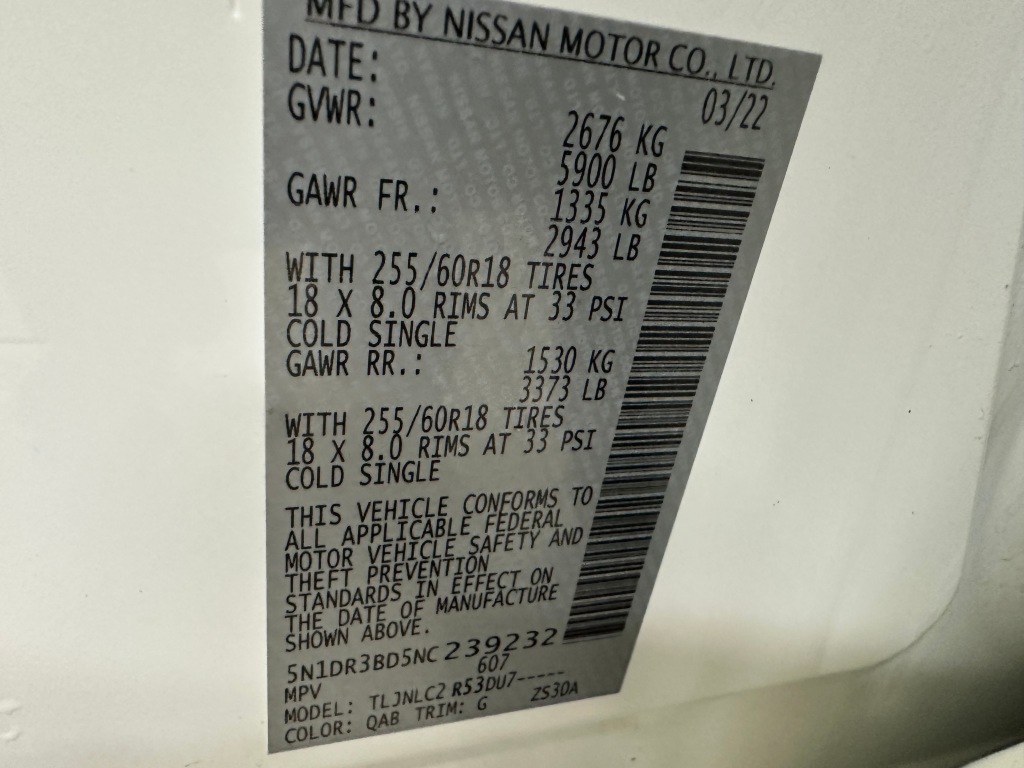 MFD BY NISSAN MOTOR CO., LTD.
DATE: 03/22
GVWR: 2676 KG
5900 LB
GAWR FR.: 1335 KG
2943 LB
WITH 255/60R18 TIRES
18 X 8.0 RIMS AT 33 PSI
COLD SINGLE
GAWR RR.: 1530 KG
3373 LB
WITH 255/60R18 TIRES
18 X 8.0 RIMS AT 33 PSI
COLD SINGLE
THIS VEHICLE CONFORMS TO
ALL APPLICABLE FEDERAL
MOTOR VEHICLE SAFETY AND
THEFT PREVENTION
STANDARDS IN EFFECT ON
THE DATE OF MANUFACTURE
SHOWN ABOVE.
5N1DR3BD5NC239232
MPV 607
MODEL: TLJNLC2 R53DU7-----
COLOR: QAB TRIM: G ZS30A